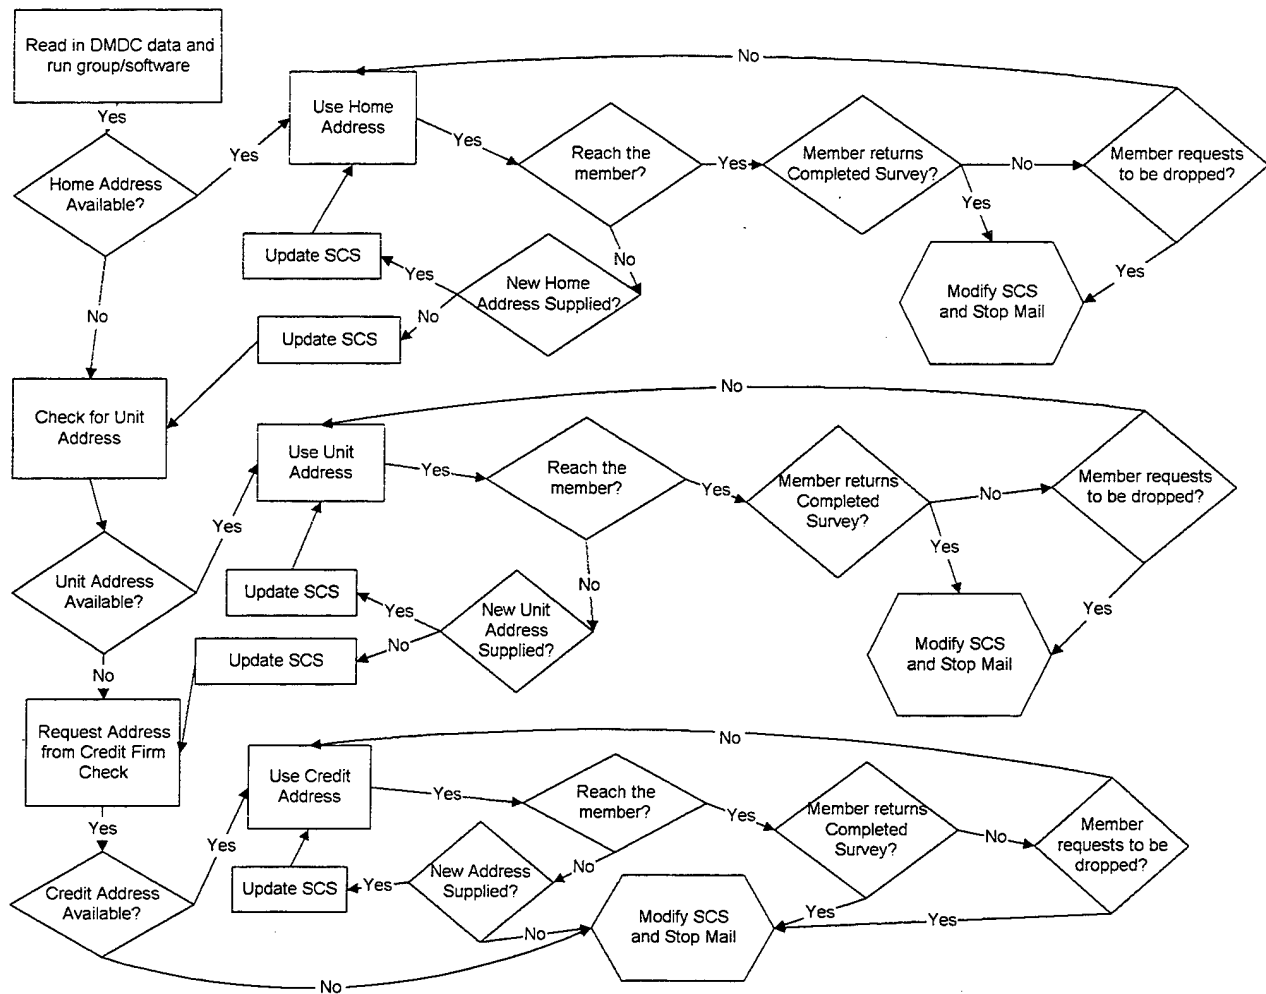 Read in DMDC data and
run group/software
Yes
Home Address
Available?
Yes
No
Use Home
Address
Yes
Reach the
member?
Yes
Member returns
Completed Survey?
No
Member requests
to be dropped?
No
Yes
Yes
Modify SCS
and Stop Mail
No
New Home
Address Supplied?
Yes
Update SCS
No
Update SCS
Check for Unit
Address
Unit Address
Available?
Yes
No
Use Unit
Address
Yes
Reach the
member?
Yes
Member returns
Completed
Survey?
No
Member requests
to be dropped?
No
Yes
Yes
Modify SCS
and Stop Mail
No
New Unit
Address
Supplied?
Yes
Update SCS
No
Update SCS
Request Address
from Credit Firm
Check
Yes
Credit Address
Available?
Yes
No
Use Credit
Address
Yes
Reach the
member?
Yes
Member returns
Completed
Survey?
No
Member
requests to be
dropped?
No
Yes
Yes
Modify SCS
and Stop Mail
No
New Address
Supplied?
Yes
Update SCS
No